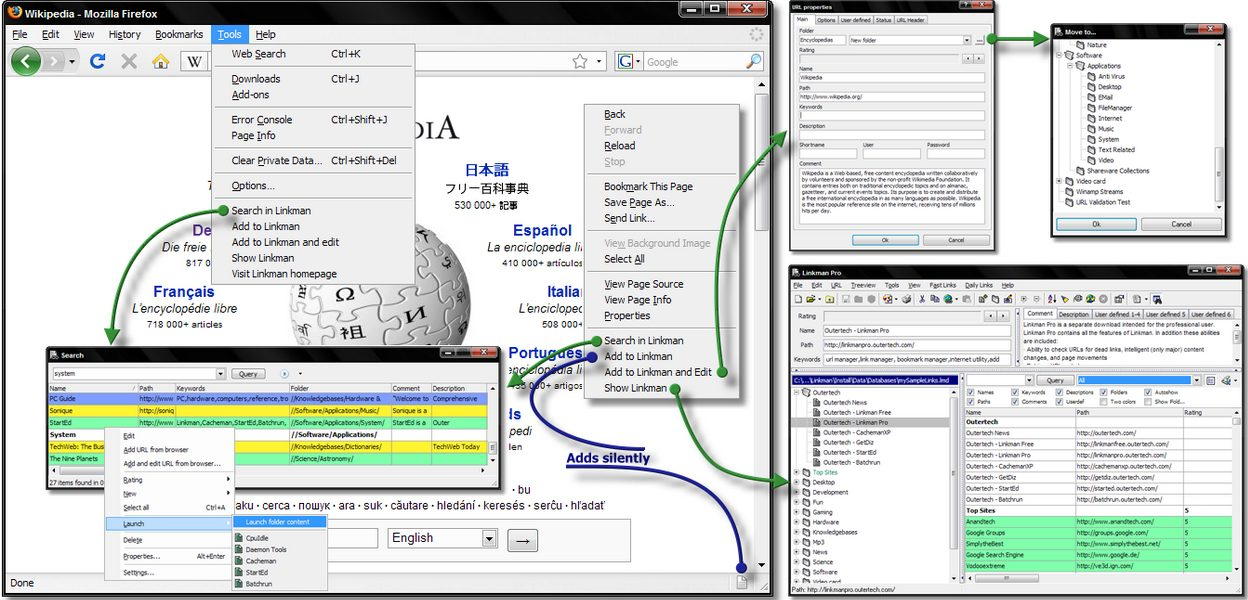 Wikipedia - Mozilla Firefox
File Edit View History Bookmarks Tools Help
W
G Google
Web Search Ctrl+K
Downloads Ctrl+J
Add-ons
Error Console Ctrl+Shift+J
Page Info
Clear Private Data... Ctrl+Shift+Del
Options...
Search in Linkman
Add to Linkman
Add to Linkman and edit
Show Linkman
Visit Linkman homepage
日本語
フリー百科事典
530 000+ 記事
De
Die freie
817 0
Español
La enciclopedia li
410 000+ artículos
Français
L'encyclopédie libre
718 000+ articles
Italia
L'enciclop
508 000+
Português
Back
Forward
Reload
Stop
Bookmark This Page
Save Page As...
Send Link...
View Background Image
Select All
View Page Source
View Page Info
Properties
Search in Linkman
Add to Linkman
Add to Linkman and Edit
Show Linkman
Adds silently
Search
system
Query
Name Path Keywords Folder Comment Description
PC Guide http://www PC,hardware,computers,reference,tro //Knowledgebases/Hardware & "Welcome to Comprehensive
Sonique http://soniq //Software/Applications/Music/ Sonique is a
StartEd http://www Linkman,Cacheman,StartEd,Batchrun, //Software/Applications/System/ StartEd is a Outer
System //Software/Applications/
TechWeb: The Bus //Knowledgebases/Dictionaries/ TechWeb Today
The Nine Planets //Science/Astronomy/
27 items found in 0
Edit
Add URL from browser
Add and edit URL from browser...
Rating
New
Select all Ctrl+A
Launch
Delete
Properties... Alt+Enter
Settings...
Launch folder content
CpuIdle
Daemon Tools
Cacheman
StartEd
Batchrun
· bu
aku · cerca · пошук · ara · suk · căutare · hledání · keresés · serĉu · hľadať
English
→
Done
URL properties
Main Options User defined Status URL Header
Folder
Encyclopedias New folder
Rating
Name
Wikipedia
Path
http://www.wikipedia.org/
Keywords
Description
Shortname User Password
Comment
Wikipedia is a Web based, free-content encyclopedia written collaboratively
by volunteers and sponsored by the non-profit Wikimedia Foundation.
It contains entries both on traditional encyclopedic topics and on almanac,
gazetteer, and current events topics. Its purpose is to create and distribute
a free international encyclopedia in as many languages as possible. Wikipedia
is the most popular reference site on the internet, receiving tens of millions
hits per day.
Ok Cancel
Move to...
Nature
Software
Applications
Anti Virus
Desktop
EMail
FileManager
Internet
Music
System
Text Related
Video
Shareware Collections
Video card
Winamp Streams
URL Validation Test
Ok Cancel
Linkman Pro
File Edit URL Treeview Tools View Fast Links Daily Links Help
Rating
Name Outertech - Linkman Pro
Path http://linkmanpro.outertech.com/
Keywords url manager,link manager, bookmark manager,internet utility,add
Comment Description User defined 1-4 User defined 5 User defined 6
Linkman Pro is a separate download intended for the professional user.
Linkman Pro contains all the features of Linkman. In addition these abilities
are included:
- Ability to check URLs for dead links, intelligent (only major) content
changes, and page movements
C:\...\Linkman\Install\Data\Databases\mySampleLinks.lmd
Query All
Names Keywords Descriptions Folders Autoshow
Paths Comments Userdef Two colors Show Fold...
Outertech
Outertech News
Outertech - Linkman Free
Outertech - Linkman Pro
Outertech - CachemanXP
Outertech - GetDiz
Outertech - StartEd
Outertech - Batchrun
Top Sites
Desktop
Development
Fun
Gaming
Hardware
Knowledgebases
Mp3
News
Science
Software
Video card
Name Path Rating
Outertech
Outertech News http://outertech.com/
Outertech - Linkman Free http://linkmanfree.outertech.com/
Outertech - Linkman Pro http://linkmanpro.outertech.com/
Outertech - CachemanXP http://cachemanxp.outertech.com/
Outertech - GetDiz http://getdiz.outertech.com/
Outertech - StartEd http://started.outertech.com/
Outertech - Batchrun http://batchrun.outertech.com/
Top Sites 5
Anandtech http://www.anandtech.com/ 5
Google Groups http://groups.google.com/ 5
SimplytheBest http://www.simplythebest.net/ 5
Google Search Engine http://www.google.de/ 5
Vodooextreme http://ve3d.ign.com/ 5
Path: http://linkmanpro.outertech.com/